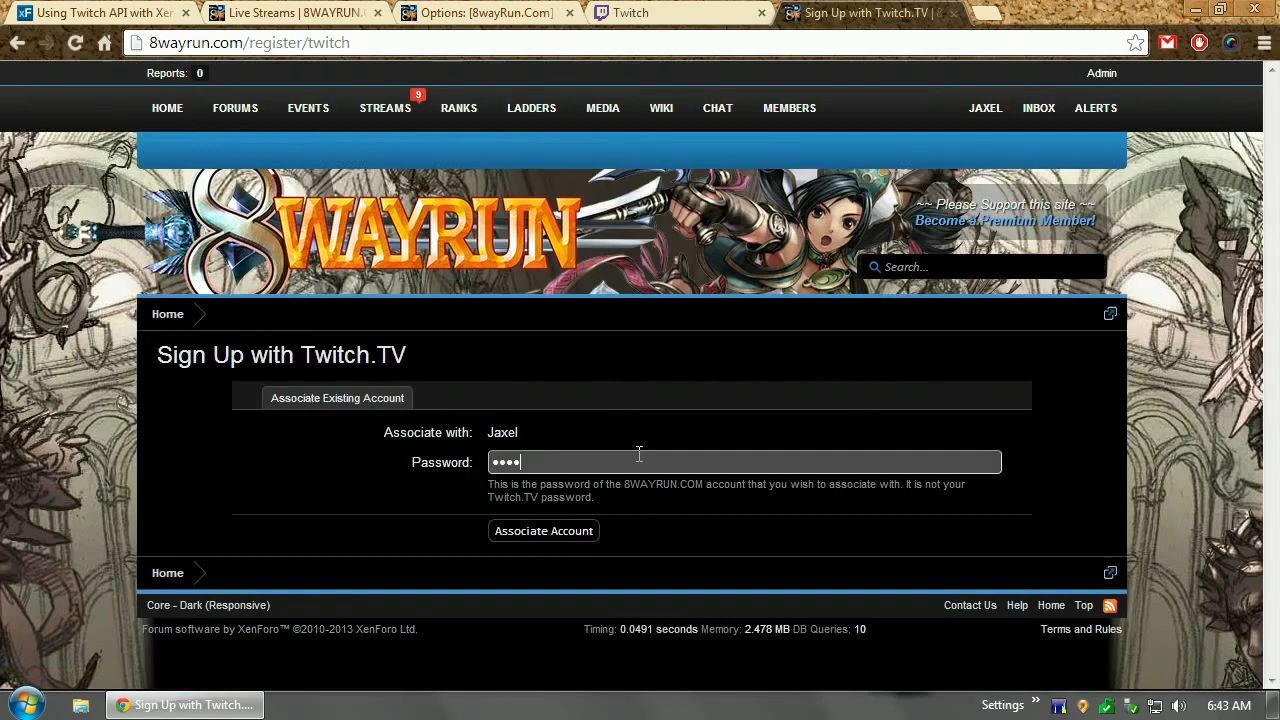 Using Twitch API with Xer
Live Streams | 8WAYRUN.
Options: [8wayRun.Com]
Twitch
Sign Up with Twitch.TV | 8
8wayrun.com/register/twitch
Reports: 0
Admin
HOME FORUMS EVENTS STREAMS 9 RANKS LADDERS MEDIA WIKI CHAT MEMBERS JAXEL INBOX ALERTS
8WAYRUN
~~ Please Support this site ~~
Become a Premium Member!
Search...
Home
Sign Up with Twitch.TV
Associate Existing Account
Associate with: Jaxel
Password: ••••
This is the password of the 8WAYRUN.COM account that you wish to associate with. It is not your
Twitch.TV password.
Associate Account
Home
Core - Dark (Responsive)
Contact Us Help Home Top
Forum software by XenForo™ ©2010-2013 XenForo Ltd.
Timing: 0.0491 seconds Memory: 2.478 MB DB Queries: 10
Terms and Rules
Sign Up with Twitch....
Settings
6:43 AM